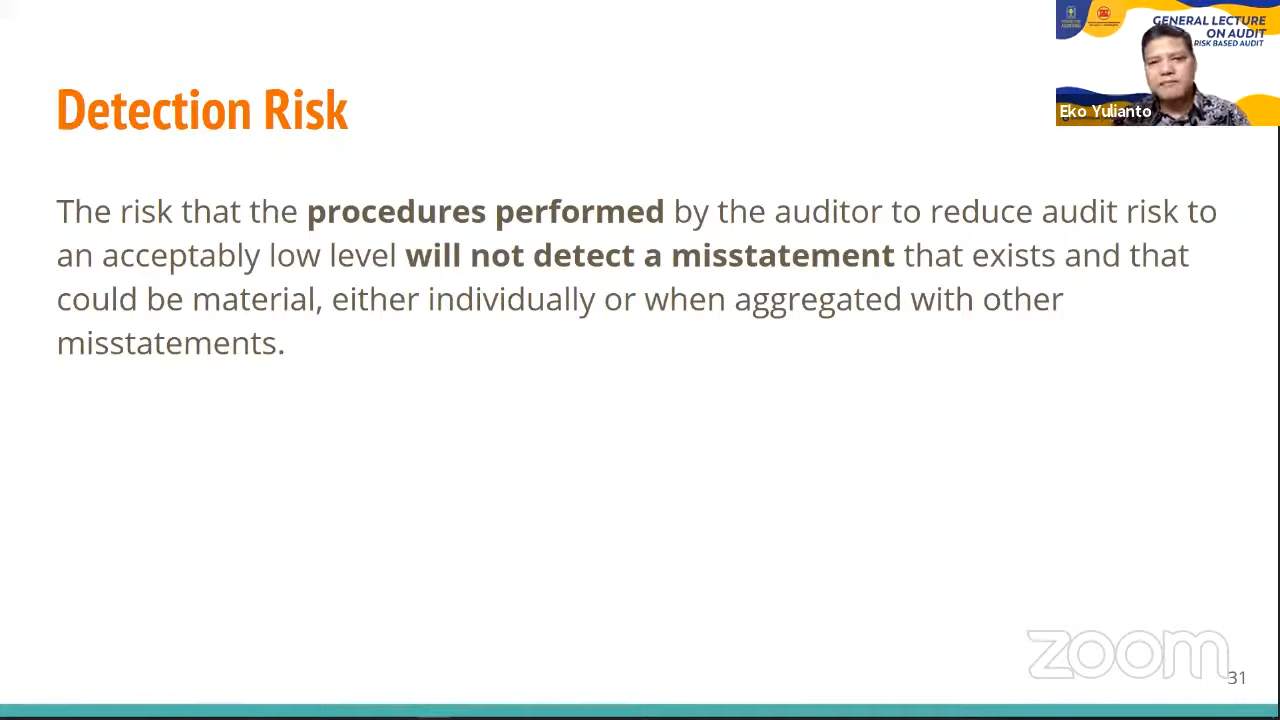 GENERAL LECTURE
ON AUDIT
RISK BASED AUDIT
Eko Yulianto
Detection Risk
The risk that the procedures performed by the auditor to reduce audit risk to
an acceptably low level will not detect a misstatement that exists and that
could be material, either individually or when aggregated with other
misstatements.
zoom
31